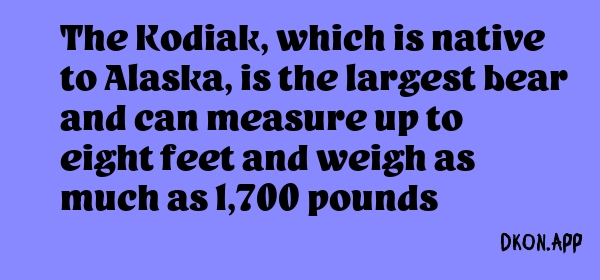 The Kodiak, which is native
to Alaska, is the largest bear
and can measure up to
eight feet and weigh as
much as 1,700 pounds
DKON.APP